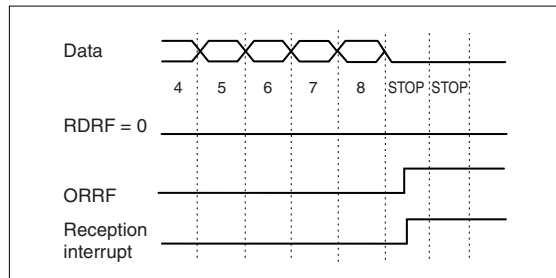 Data
4 5 6 7 8 STOP STOP
RDRF = 0
ORRF
Reception
interrupt